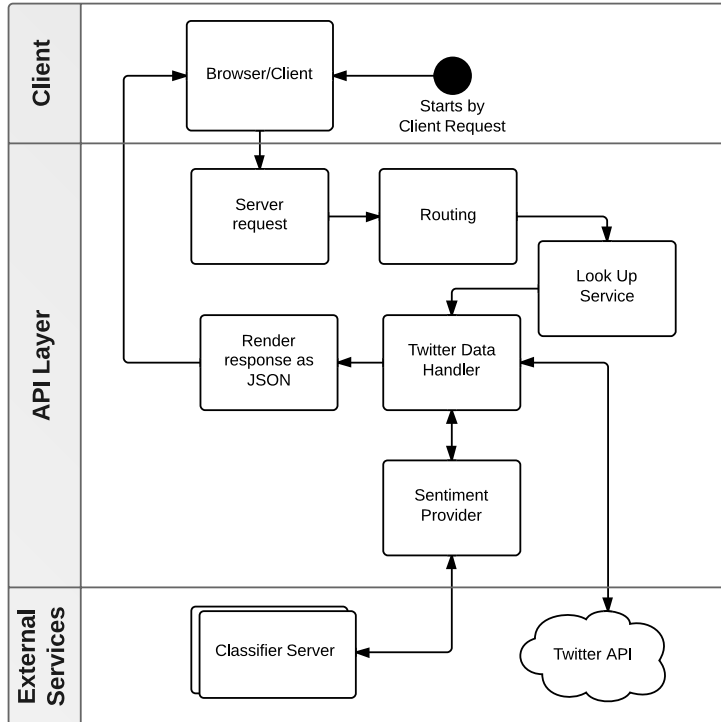 Client
Browser/Client
Starts by
Client Request
API Layer
Server
request
Routing
Look Up
Service
Render
response as
JSON
Twitter Data
Handler
Sentiment
Provider
External
Services
Classifier Server
Twitter API